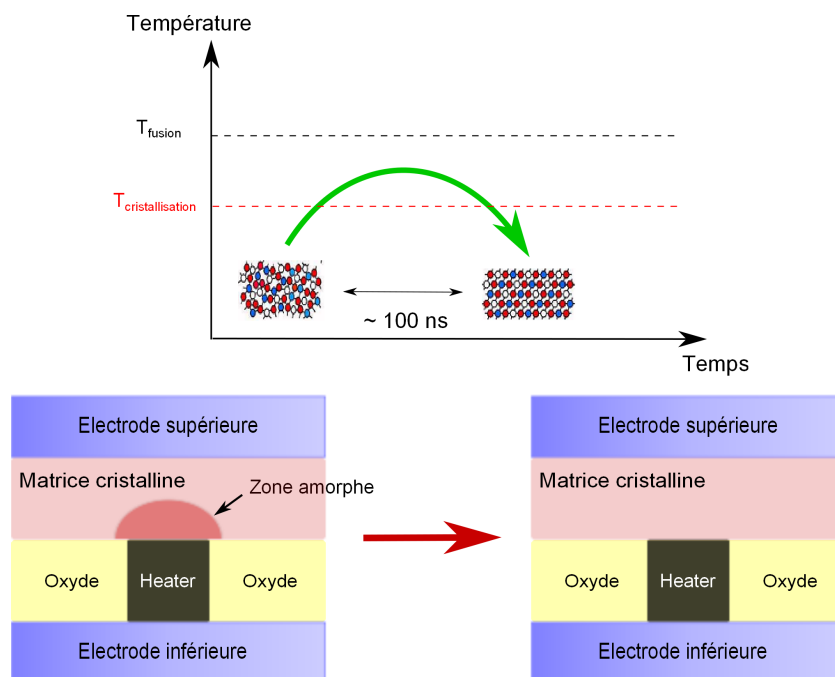 Température
T fusion
T cristallisation
~ 100 ns
Temps
Electrode supérieure
Matrice cristalline
Zone amorphe
Oxyde
Heater
Oxyde
Electrode inférieure
Electrode supérieure
Matrice cristalline
Oxyde
Heater
Oxyde
Electrode inférieure